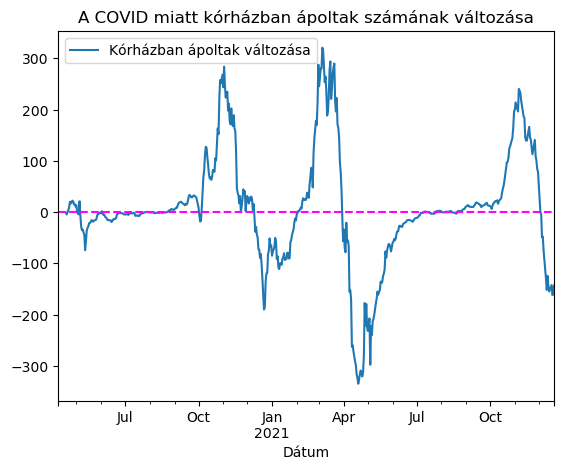 A COVID miatt kórházban ápoltak számának változása
Kórházban ápoltak változása
300
200
100
0
−100
−200
−300
Jul
Oct
Jan
2021
Apr
Jul
Oct
Dátum